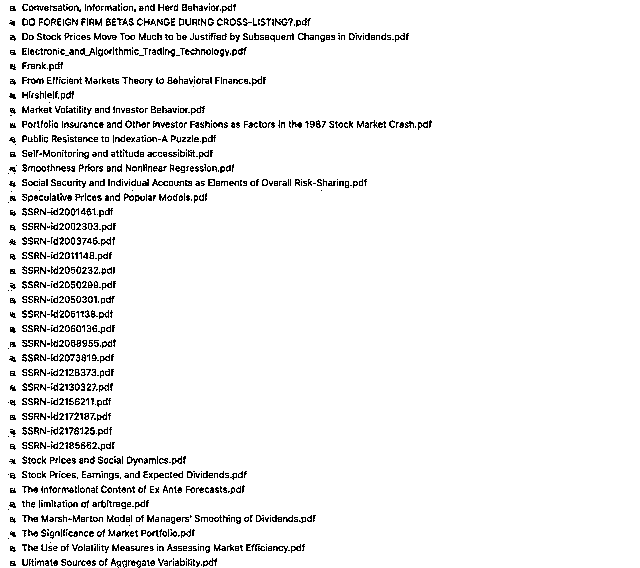 Conversation, Information, and Herd Behavior.pdf
DO FOREIGN FIRM BETAS CHANGE DURING CROSS-LISTING?.pdf
Do Stock Prices Move Too Much to be Justified by Subsequent Changes in Dividends.pdf
Electronic_and_Algorithmic_Trading_Technology.pdf
Frank.pdf
From Efficient Markets Theory to Behavioral Finance.pdf
Hirshleif.pdf
Market Volatility and Investor Behavior.pdf
Portfolio Insurance and Other Investor Fashions as Factors in the 1987 Stock Market Crash.pdf
Public Resistance to Indexation-A Puzzle.pdf
Self-Monitoring and attitude accessibilit.pdf
Smoothness Priors and Nonlinear Regression.pdf
Social Security and Individual Accounts as Elements of Overall Risk-Sharing.pdf
Speculative Prices and Popular Models.pdf
SSRN-id2001461.pdf
SSRN-id2002303.pdf
SSRN-id2003745.pdf
SSRN-id2011148.pdf
SSRN-id2050232.pdf
SSRN-id2050299.pdf
SSRN-id2050301.pdf
SSRN-id2051138.pdf
SSRN-id2060136.pdf
SSRN-id2068955.pdf
SSRN-id2073819.pdf
SSRN-id2128373.pdf
SSRN-id2130327.pdf
SSRN-id2156211.pdf
SSRN-id2172187.pdf
SSRN-id2178125.pdf
SSRN-id2185662.pdf
Stock Prices and Social Dynamics.pdf
Stock Prices, Earnings, and Expected Dividends.pdf
The Informational Content of Ex Ante Forecasts.pdf
the limitation of arbitrage.pdf
The Marsh-Merton Model of Managers' Smoothing of Dividends.pdf
The Significance of Market Portfolio.pdf
The Use of Volatility Measures in Assessing Market Efficiency.pdf
Ultimate Sources of Aggregate Variability.pdf